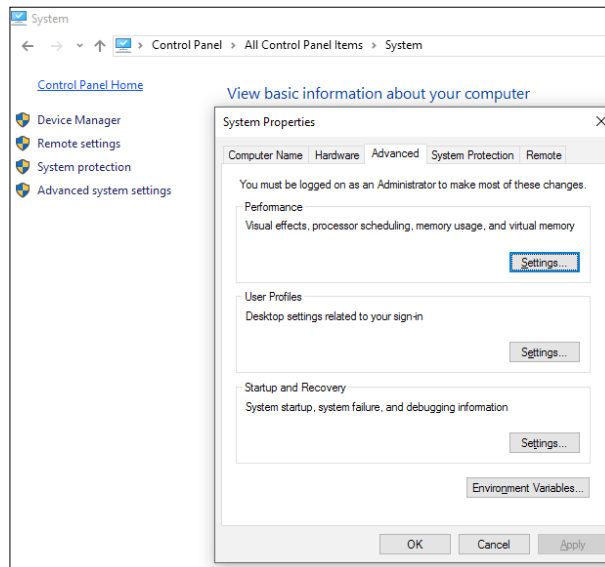 System
Control Panel > All Control Panel Items > System
Control Panel Home
Device Manager
Remote settings
System protection
Advanced system settings
View basic information about your computer
System Properties
Computer Name Hardware Advanced System Protection Remote
You must be logged on as an Administrator to make most of these changes.
Performance
Visual effects, processor scheduling, memory usage, and virtual memory
Settings...
User Profiles
Desktop settings related to your sign-in
Settings...
Startup and Recovery
System startup, system failure, and debugging information
Settings...
Environment Variables...
OK Cancel Apply